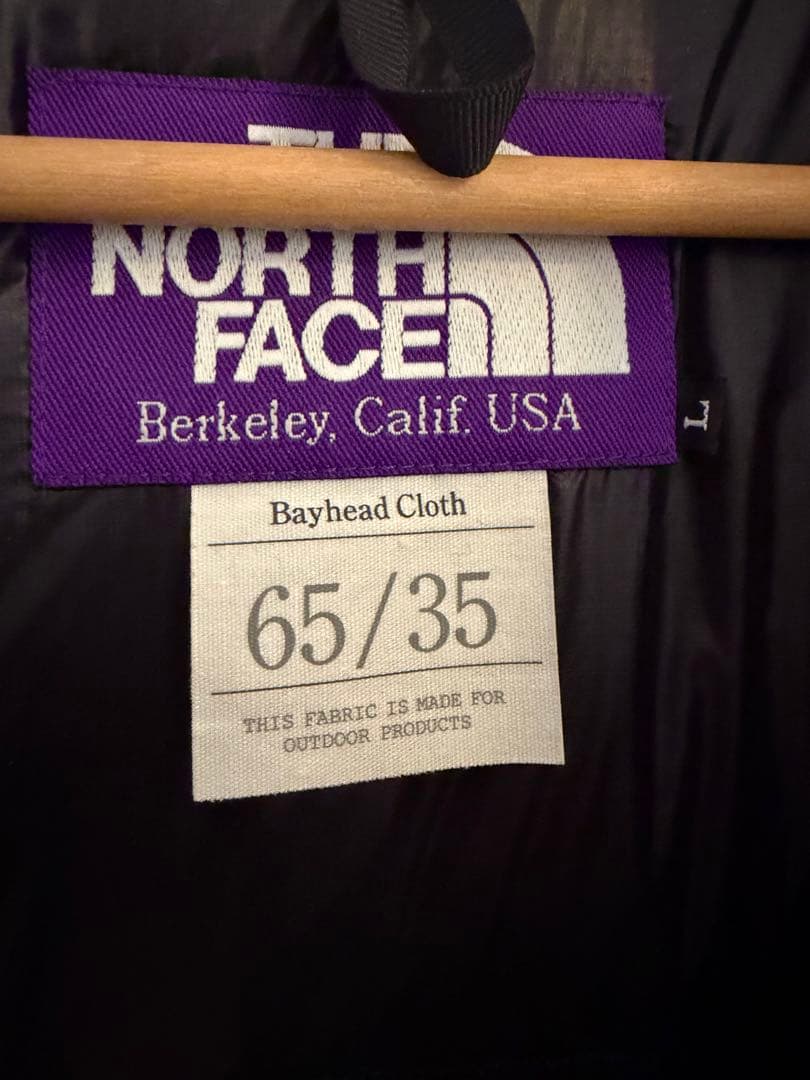 NORTH
FACE
Berkeley, Calif. USA
L
Bayhead Cloth
65/35
THIS FABRIC IS MADE FOR
OUTDOOR PRODUCTS